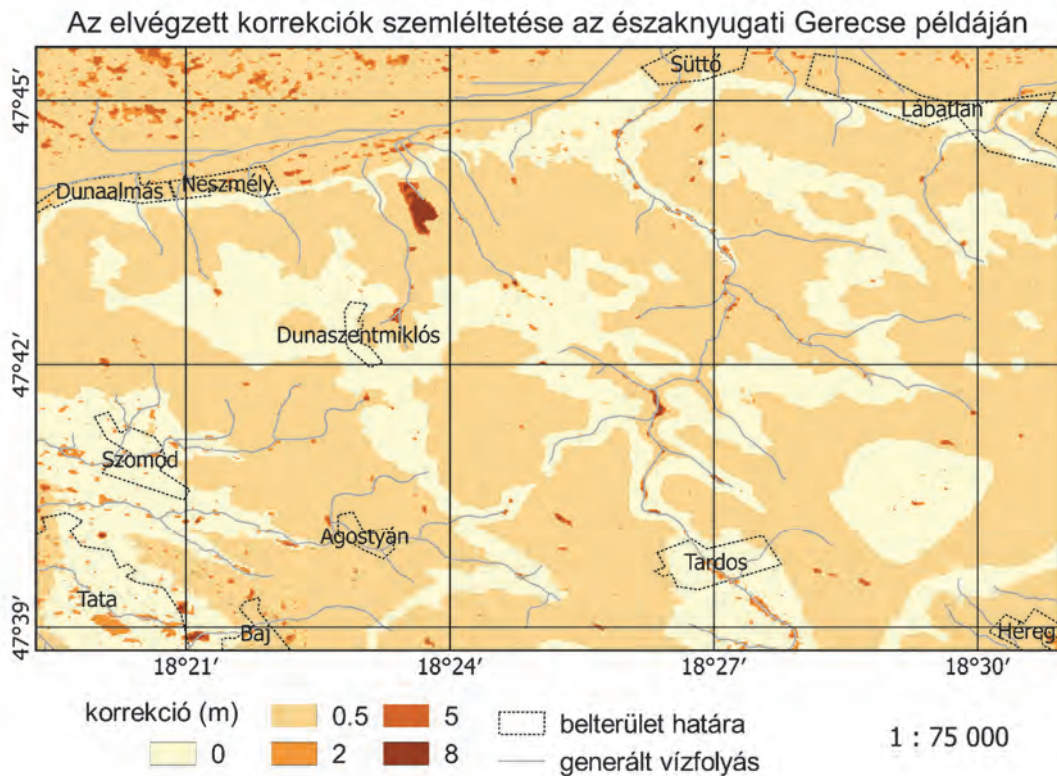 Az elvégzett korrekciók szemléltetése az északnyugati Gerecse példáján
Süttő
47°45′
Lábatlan
Dunaalmás
Neszmély
Dunaszentmiklós
47°42′
Szomód
Agostyán
Tardos
Tata
47°39′
Baj
Hereg
18°21′ 18°24′ 18°27′ 18°30′
korrekció (m) 0.5 5 belterület határa
0 2 8 generált vízfolyás
1 : 75 000